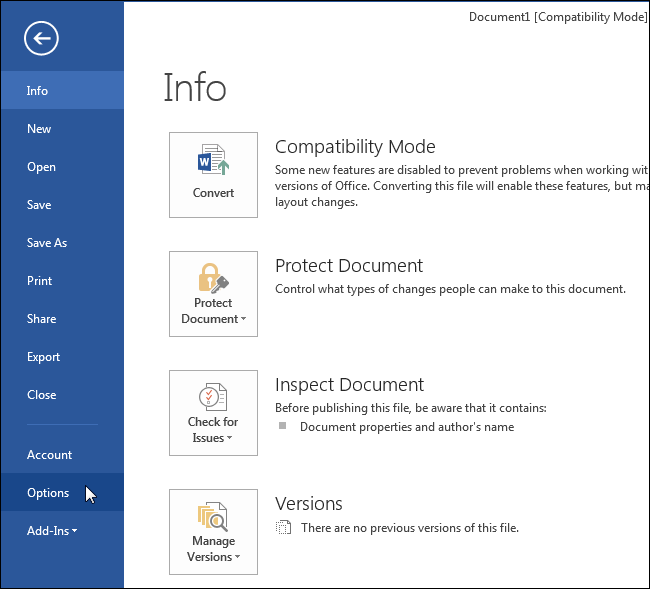 Document1 [Compatibility Mode]
Info
New
Open
Save
Save As
Print
Share
Export
Close
Account
Options
Add-Ins
Info
Convert
Compatibility Mode
Some new features are disabled to prevent problems when working
versions of Office. Converting this file will enable these features, but
layout changes.
Protect
Document
Protect Document
Control what types of changes people can make to this document.
Check for
Issues
Inspect Document
Before publishing this file, be aware that it contains:
Document properties and author's name
Manage
Versions
Versions
There are no previous versions of this file.